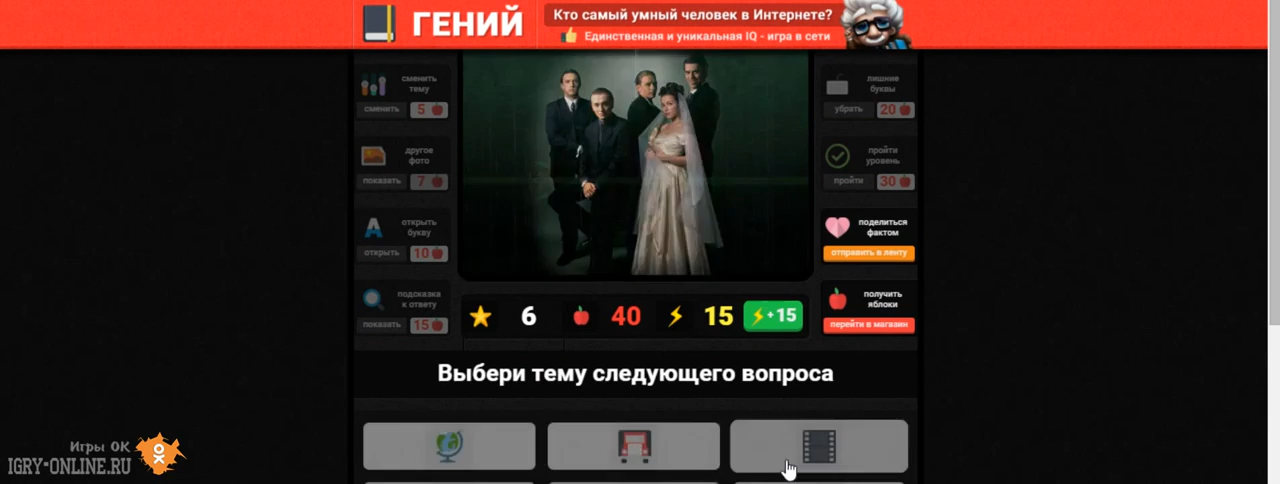 ГЕНИЙ
Кто самый умный человек в Интернете?
Единственная и уникальная IQ - игра в сети
сменить
тему
сменить 5
другое
фото
показать 7
открыть
букву
открыть 10
подсказка
к ответу
показать 15
лишние
буквы
убрать 20
пройти
уровень
пройти 30
поделиться
фактом
отправить в ленту
получить
яблоки
перейти в магазин
6 40 15 +15
Выбери тему следующего вопроса
Игры ОК
IGRY-ONLINE.RU